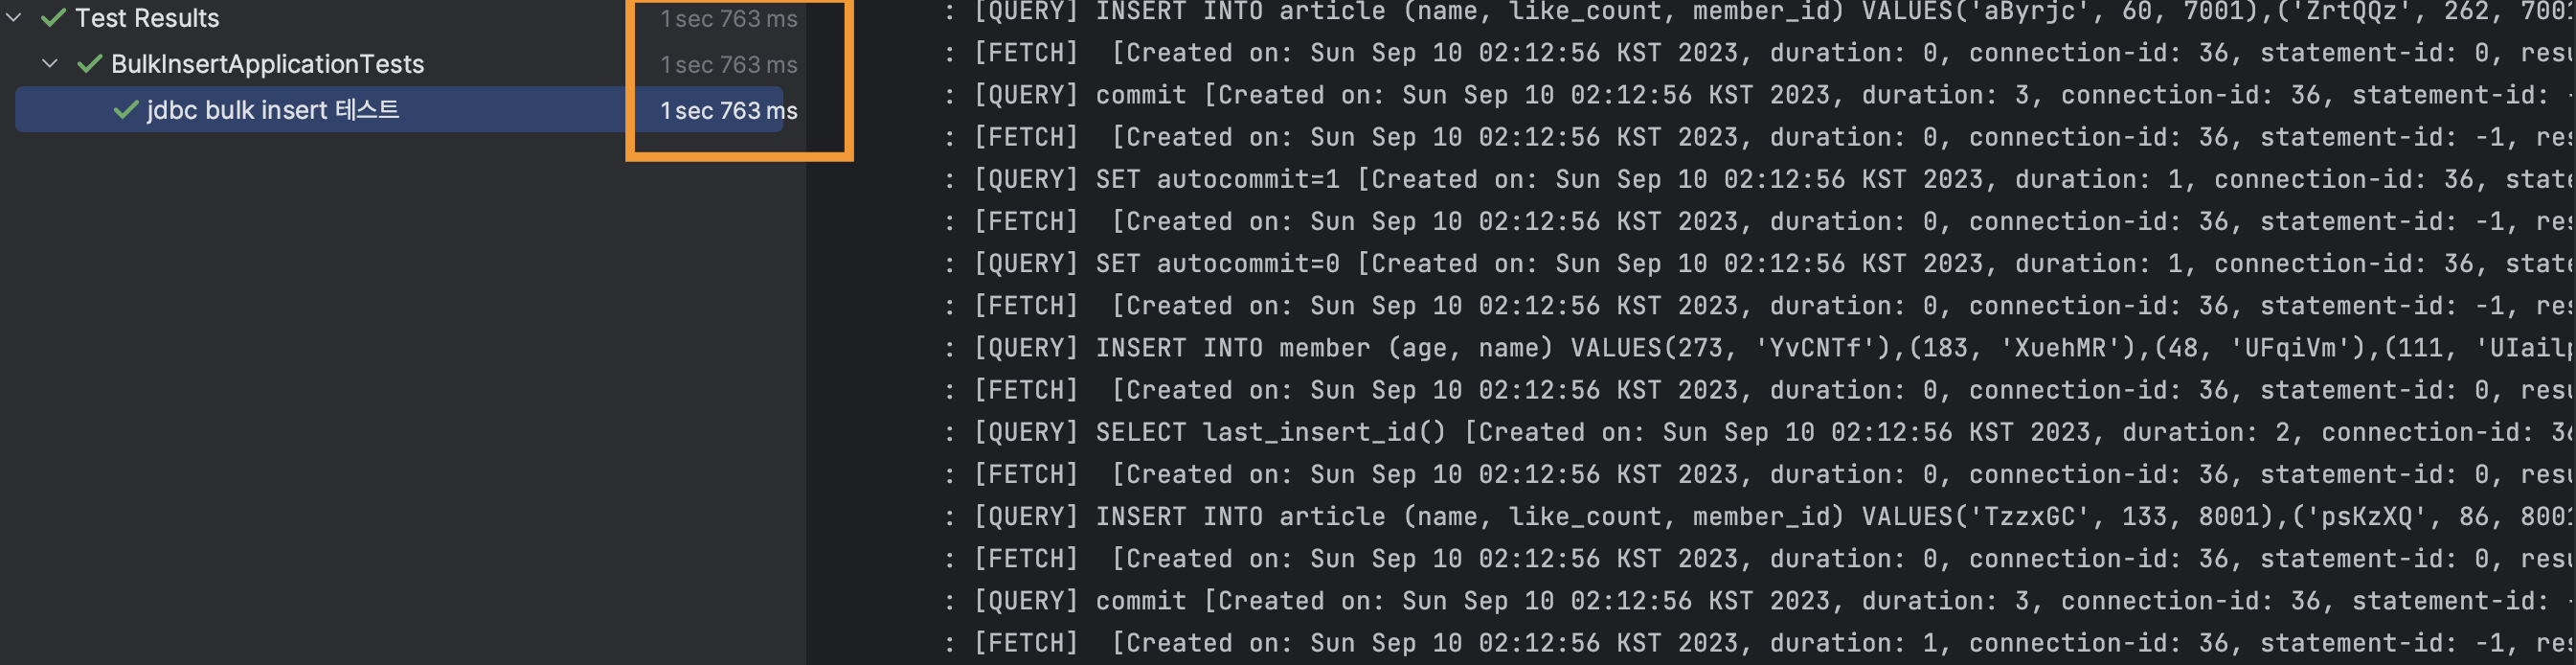 Test Results 1 sec 763 ms
BulkInsertApplicationTests 1 sec 763 ms
jdbc bulk insert 테스트 1 sec 763 ms
: [QUERY] INSERT INTO article (name, like_count, member_id) VALUES('aByrjc', 60, 7001),('ZrtQQz', 262, 700
: [FETCH]  [Created on: Sun Sep 10 02:12:56 KST 2023, duration: 0, connection-id: 36, statement-id: 0, resu
: [QUERY] commit [Created on: Sun Sep 10 02:12:56 KST 2023, duration: 3, connection-id: 36, statement-id: -
: [FETCH]  [Created on: Sun Sep 10 02:12:56 KST 2023, duration: 0, connection-id: 36, statement-id: -1, res
: [QUERY] SET autocommit=1 [Created on: Sun Sep 10 02:12:56 KST 2023, duration: 1, connection-id: 36, state
: [FETCH]  [Created on: Sun Sep 10 02:12:56 KST 2023, duration: 0, connection-id: 36, statement-id: -1, res
: [QUERY] SET autocommit=0 [Created on: Sun Sep 10 02:12:56 KST 2023, duration: 1, connection-id: 36, state
: [FETCH]  [Created on: Sun Sep 10 02:12:56 KST 2023, duration: 0, connection-id: 36, statement-id: -1, res
: [QUERY] INSERT INTO member (age, name) VALUES(273, 'YvCNTf'),(183, 'XuehMR'),(48, 'UFqiVm'),(111, 'UIailp
: [FETCH]  [Created on: Sun Sep 10 02:12:56 KST 2023, duration: 0, connection-id: 36, statement-id: 0, resu
: [QUERY] SELECT last_insert_id() [Created on: Sun Sep 10 02:12:56 KST 2023, duration: 2, connection-id: 36
: [FETCH]  [Created on: Sun Sep 10 02:12:56 KST 2023, duration: 0, connection-id: 36, statement-id: 0, resu
: [QUERY] INSERT INTO article (name, like_count, member_id) VALUES('TzzxGC', 133, 8001),('psKzXQ', 86, 8001
: [FETCH]  [Created on: Sun Sep 10 02:12:56 KST 2023, duration: 0, connection-id: 36, statement-id: 0, resu
: [QUERY] commit [Created on: Sun Sep 10 02:12:56 KST 2023, duration: 3, connection-id: 36, statement-id: -
: [FETCH]  [Created on: Sun Sep 10 02:12:56 KST 2023, duration: 1, connection-id: 36, statement-id: -1, res